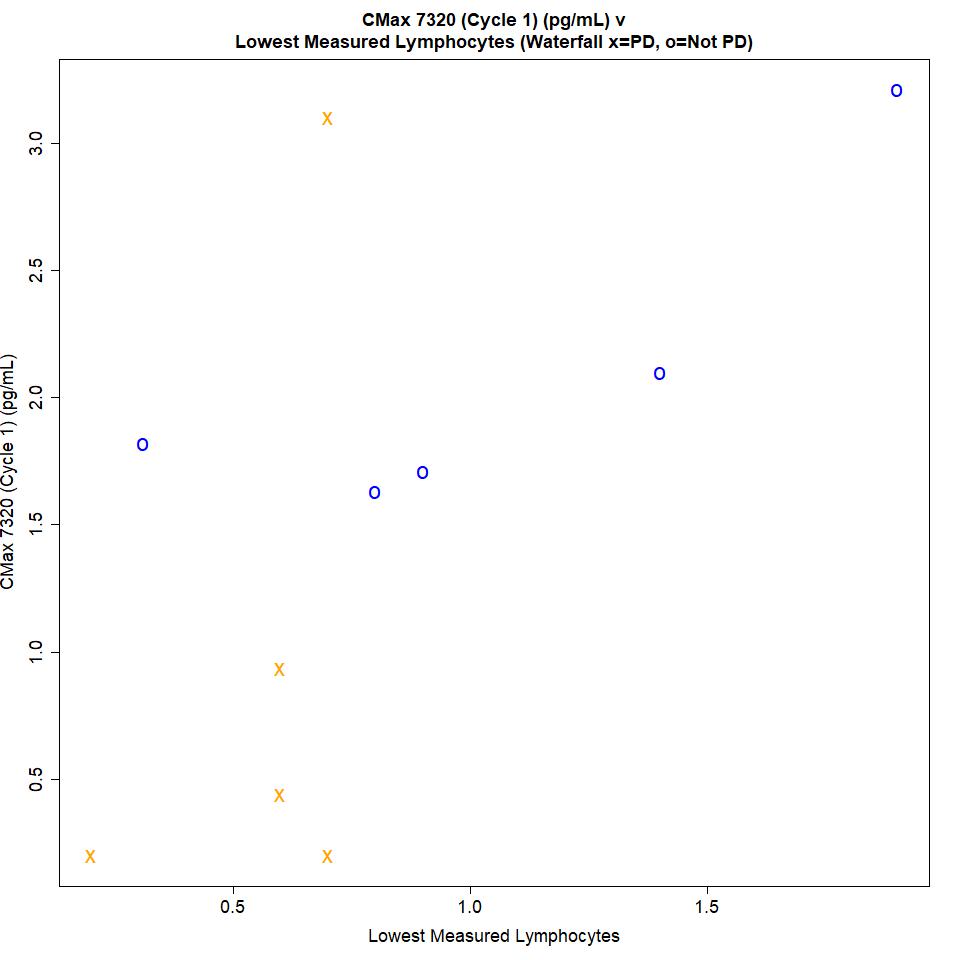 CMax 7320 (Cycle 1) (pg/mL) v
Lowest Measured Lymphocytes (Waterfall x=PD, o=Not PD)
CMax 7320 (Cycle 1) (pg/mL)
3.0
2.5
2.0
1.5
1.0
0.5
X
O
O
O
O
O
X
X
X
X
0.5
1.0
1.5
Lowest Measured Lymphocytes